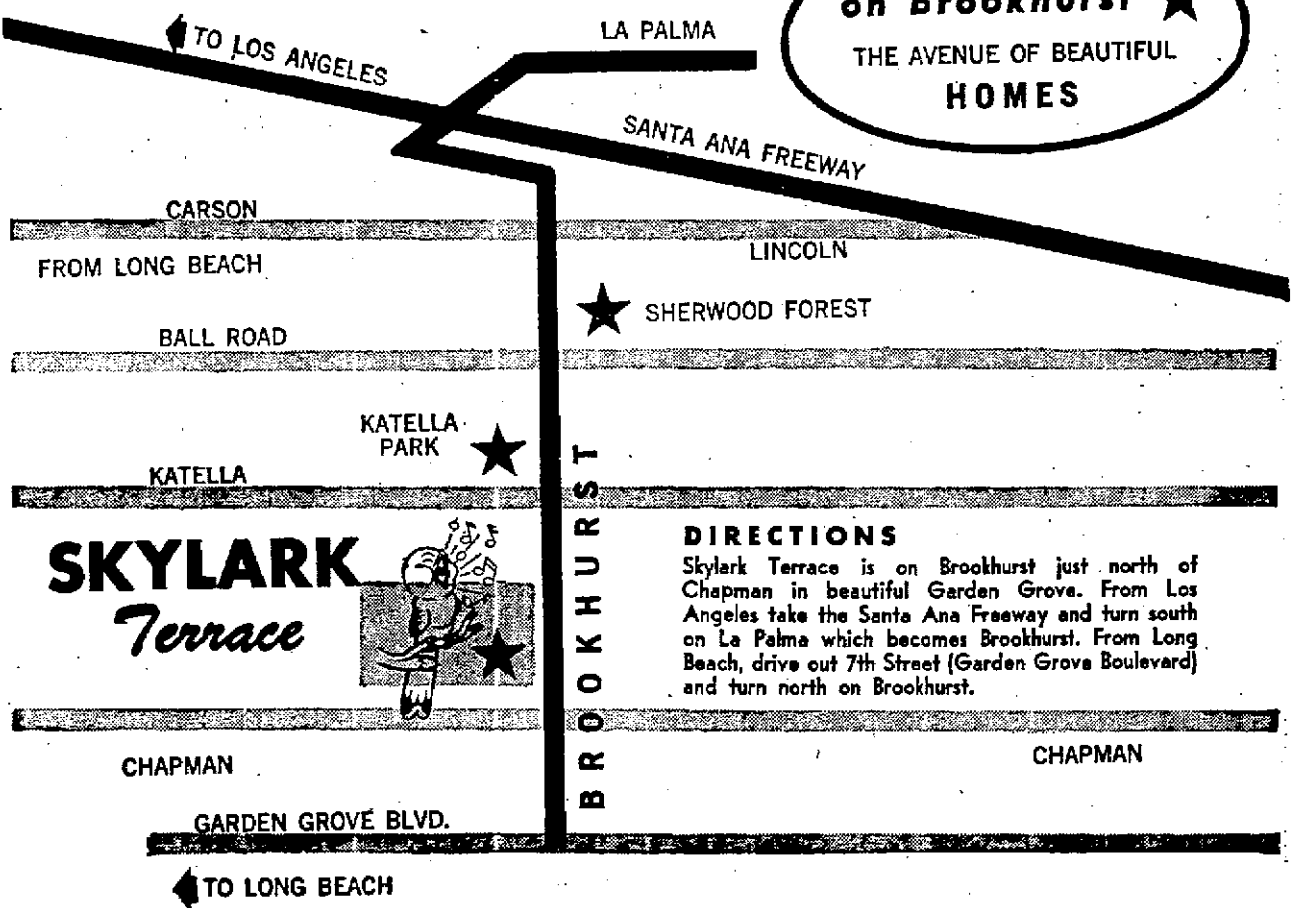 on Brookhurst
THE AVENUE OF BEAUTIFUL
HOMES
TO LOS ANGELES
LA PALMA
SANTA ANA FREEWAY
CARSON
FROM LONG BEACH
LINCOLN
SHERWOOD FOREST
BALL ROAD
KATELLA
PARK
KATELLA
BROOKHURST
SKYLARK
Terrace
DIRECTIONS
Skylark Terrace is on Brookhurst just north of
Chapman in beautiful Garden Grove. From Los
Angeles take the Santa Ana Freeway and turn south
on La Palma which becomes Brookhurst. From Long
Beach, drive out 7th Street (Garden Grove Boulevard)
and turn north on Brookhurst.
CHAPMAN
CHAPMAN
GARDEN GROVE BLVD.
TO LONG BEACH